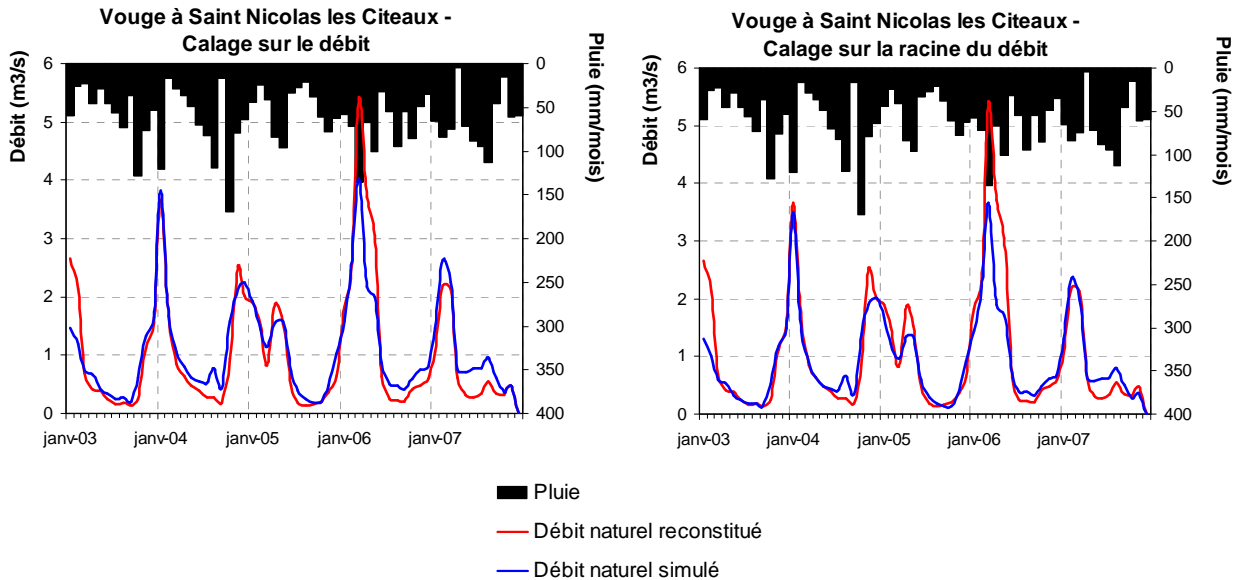 Vouge à Saint Nicolas les Citeaux -
Calage sur le débit
Débit (m3/s)
6
5
4
3
2
1
0
Pluie (mm/mois)
0
50
100
150
200
250
300
350
400
janv-03
janv-04
janv-05
janv-06
janv-07
Vouge à Saint Nicolas les Citeaux -
Calage sur la racine du débit
Débit (m3/s)
6
5
4
3
2
1
0
Pluie (mm/mois)
0
50
100
150
200
250
300
350
400
janv-03
janv-04
janv-05
janv-06
janv-07
Pluie
Débit naturel reconstitué
Débit naturel simulé